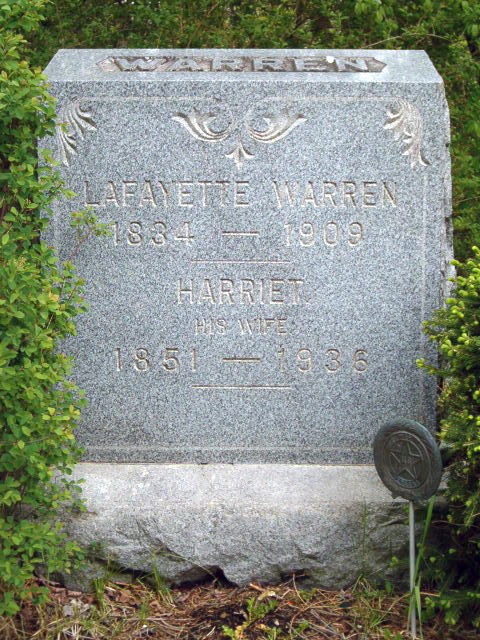 WARREN
LAFAYETTE WARREN
1834 — 1909
HARRIET
HIS WIFE
1851 — 1936